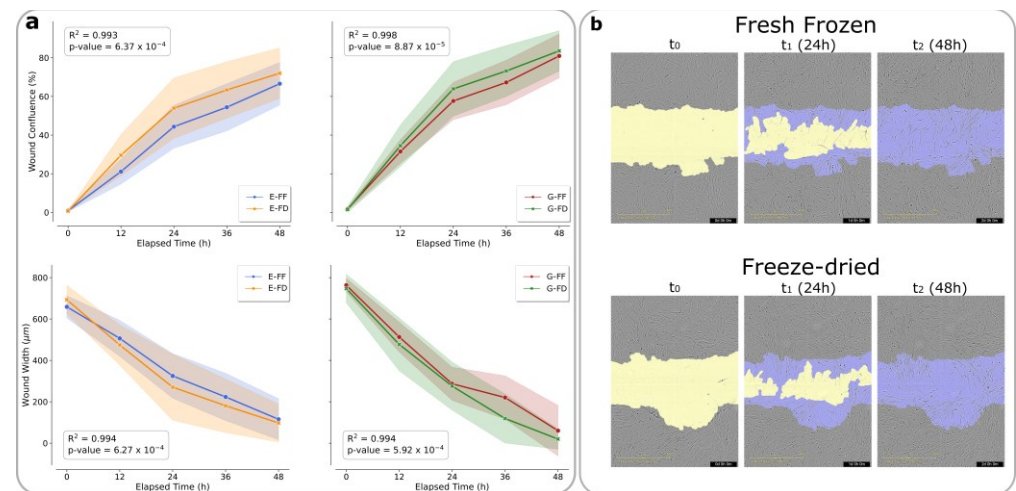 a
R² = 0.993
p-value = 6.37 x 10⁻⁴
Wound Confluence (%)
80
60
40
20
0
E-FF
E-FD
0 12 24 36 48
Elapsed Time (h)
R² = 0.998
p-value = 8.87 x 10⁻⁵
G-FF
G-FD
0 12 24 36 48
Elapsed Time (h)
E-FF
E-FD
Wound Width (μm)
800
600
400
200
0
R² = 0.994
p-value = 6.27 x 10⁻⁴
0 12 24 36 48
Elapsed Time (h)
G-FF
G-FD
R² = 0.994
p-value = 5.92 x 10⁻⁴
0 12 24 36 48
Elapsed Time (h)
b
Fresh Frozen
t₀ t₁ (24h) t₂ (48h)
Freeze-dried
t₀ t₁ (24h) t₂ (48h)